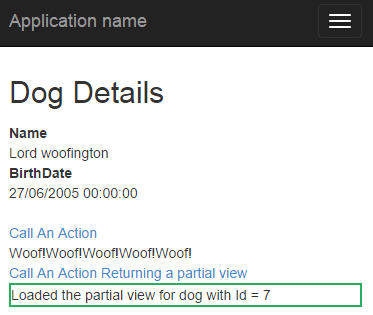 Application name
Dog Details
Name
Lord woofington
BirthDate
27/06/2005 00:00:00
Call An Action
Woof!Woof!Woof!Woof!Woof!
Call An Action Returning a partial view
Loaded the partial view for dog with Id = 7